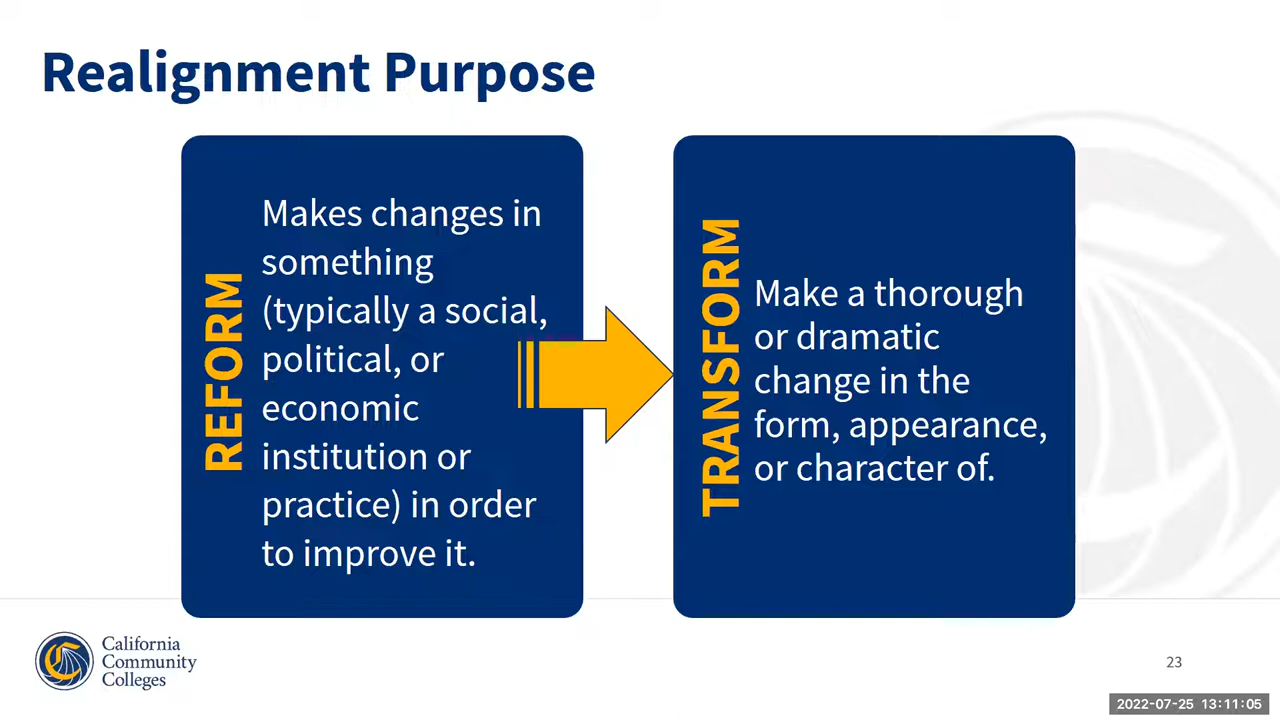 Realignment Purpose
REFORM
Makes changes in
something
(typically a social,
political, or
economic
institution or
practice) in order
to improve it.
TRANSFORM
Make a thorough
or dramatic
change in the
form, appearance,
or character of.
California
Community
Colleges
23
2022-07-25 13:11:05